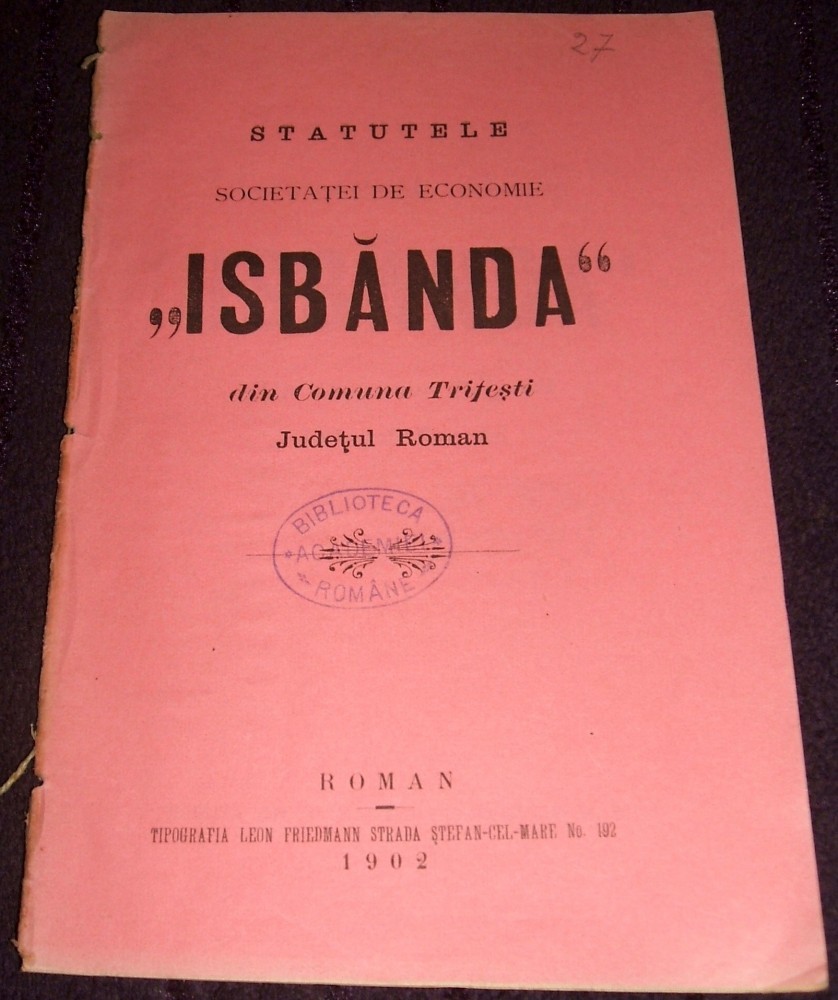 27
STATUTELE
SOCIETAȚEI DE ECONOMIE
„ISBĂNDA“
din Comuna Trifești
Județul Roman
BIBLIOTECA
*ACADEMIEI*
ROMÂNE
ROMAN
TIPOGRAFIA LEON FRIEDMANN STRADA ȘTEFAN-CEL-MARE No. 192
1902